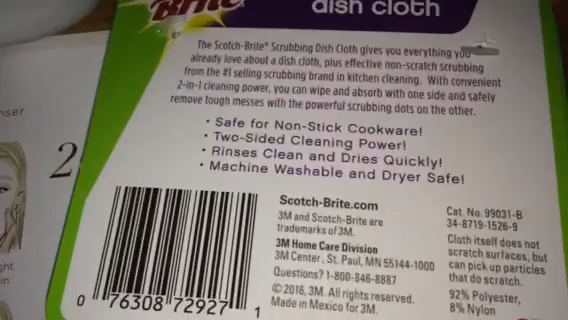 Brite
dish cloth
The Scotch-Brite® Scrubbing Dish Cloth gives you everything you
already love about a dish cloth, plus effective non-scratch scrubbing
from the #1 selling scrubbing brand in kitchen cleaning. With convenient
2-in-1 cleaning power, you can wipe and absorb with one side and safely
remove tough messes with the powerful scrubbing dots on the other.
• Safe for Non-Stick Cookware!
• Two-Sided Cleaning Power!
• Rinses Clean and Dries Quickly!
• Machine Washable and Dryer Safe!
Scotch-Brite.com
3M and Scotch-Brite are
trademarks of 3M.
3M Home Care Division
3M Center, St. Paul, MN 55144-1000
Questions? 1-800-846-8887
©2016, 3M. All rights reserved.
Made in Mexico for 3M.
Cat. No. 99031-B
34-8719-1526-9
Cloth itself does not
scratch surfaces, but
can pick up particles
that do scratch.
92% Polyester,
8% Nylon
0 76308 72927 1
2